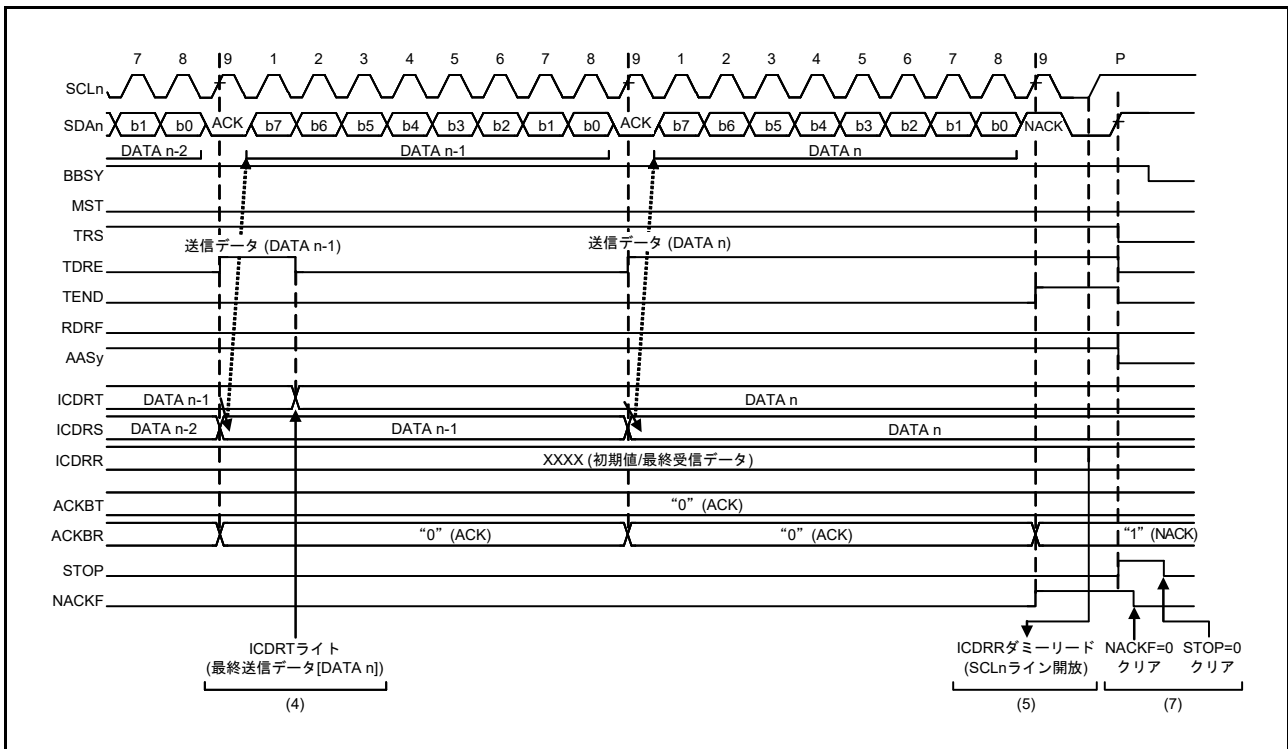 7 8 9 1 2 3 4 5 6 7 8 9 1 2 3 4 5 6 7 8 9 P
SCLn
SDAn b1 b0 ACK b7 b6 b5 b4 b3 b2 b1 b0 ACK b7 b6 b5 b4 b3 b2 b1 b0 NACK
DATA n-2 DATA n-1 DATA n
BBSY
MST
TRS
送信データ (DATA n-1) 送信データ (DATA n)
TDRE
TEND
RDRF
AASy
ICDRT DATA n-1 DATA n
ICDRS DATA n-2 DATA n-1 DATA n
ICDRR XXXX (初期値/最終受信データ)
ACKBT “0” (ACK)
ACKBR “0” (ACK) “0” (ACK) “1” (NACK)
STOP
NACKF
ICDRTライト
(最終送信データ[DATA n])
(4)
ICDRRダミーリード
(SCLnライン開放)
(5)
NACKF=0
クリア
STOP=0
クリア
(7)